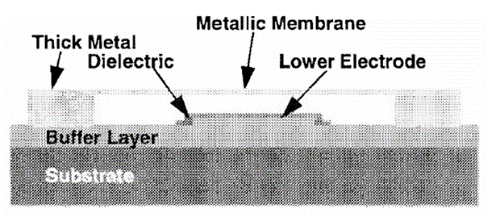 Metallic Membrane
Thick Metal
Dielectric
Lower Electrode
Buffer Layer
Substrate